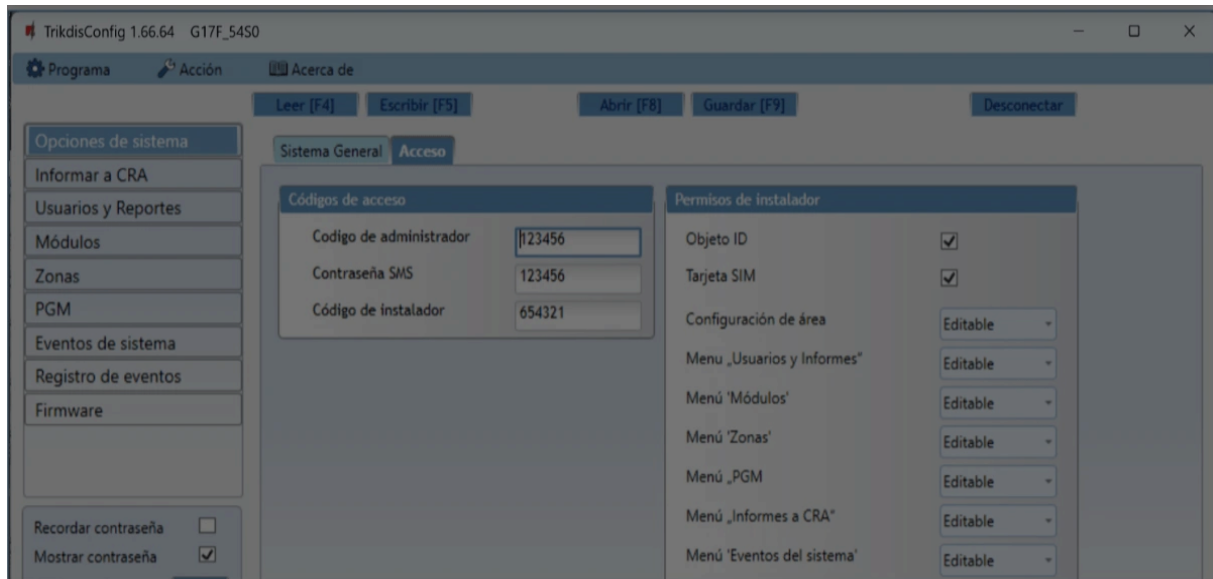 TrikdisConfig 1.66.64 G17F_54S0
Programa Acción Acerca de
Leer [F4] Escribir [F5] Abrir [F8] Guardar [F9] Desconectar
Opciones de sistema
Informar a CRA
Usuarios y Reportes
Módulos
Zonas
PGM
Eventos de sistema
Registro de eventos
Firmware
Recordar contraseña
Mostrar contraseña
Sistema General Acceso
Códigos de acceso
Codigo de administrador 123456
Contraseña SMS 123456
Código de instalador 654321
Permisos de instalador
Objeto ID
Tarjeta SIM
Configuración de área Editable
Menu „Usuarios y Informes“ Editable
Menú 'Módulos' Editable
Menú 'Zonas' Editable
Menú „PGM Editable
Menú „Informes a CRA“ Editable
Menú 'Eventos del sistema' Editable